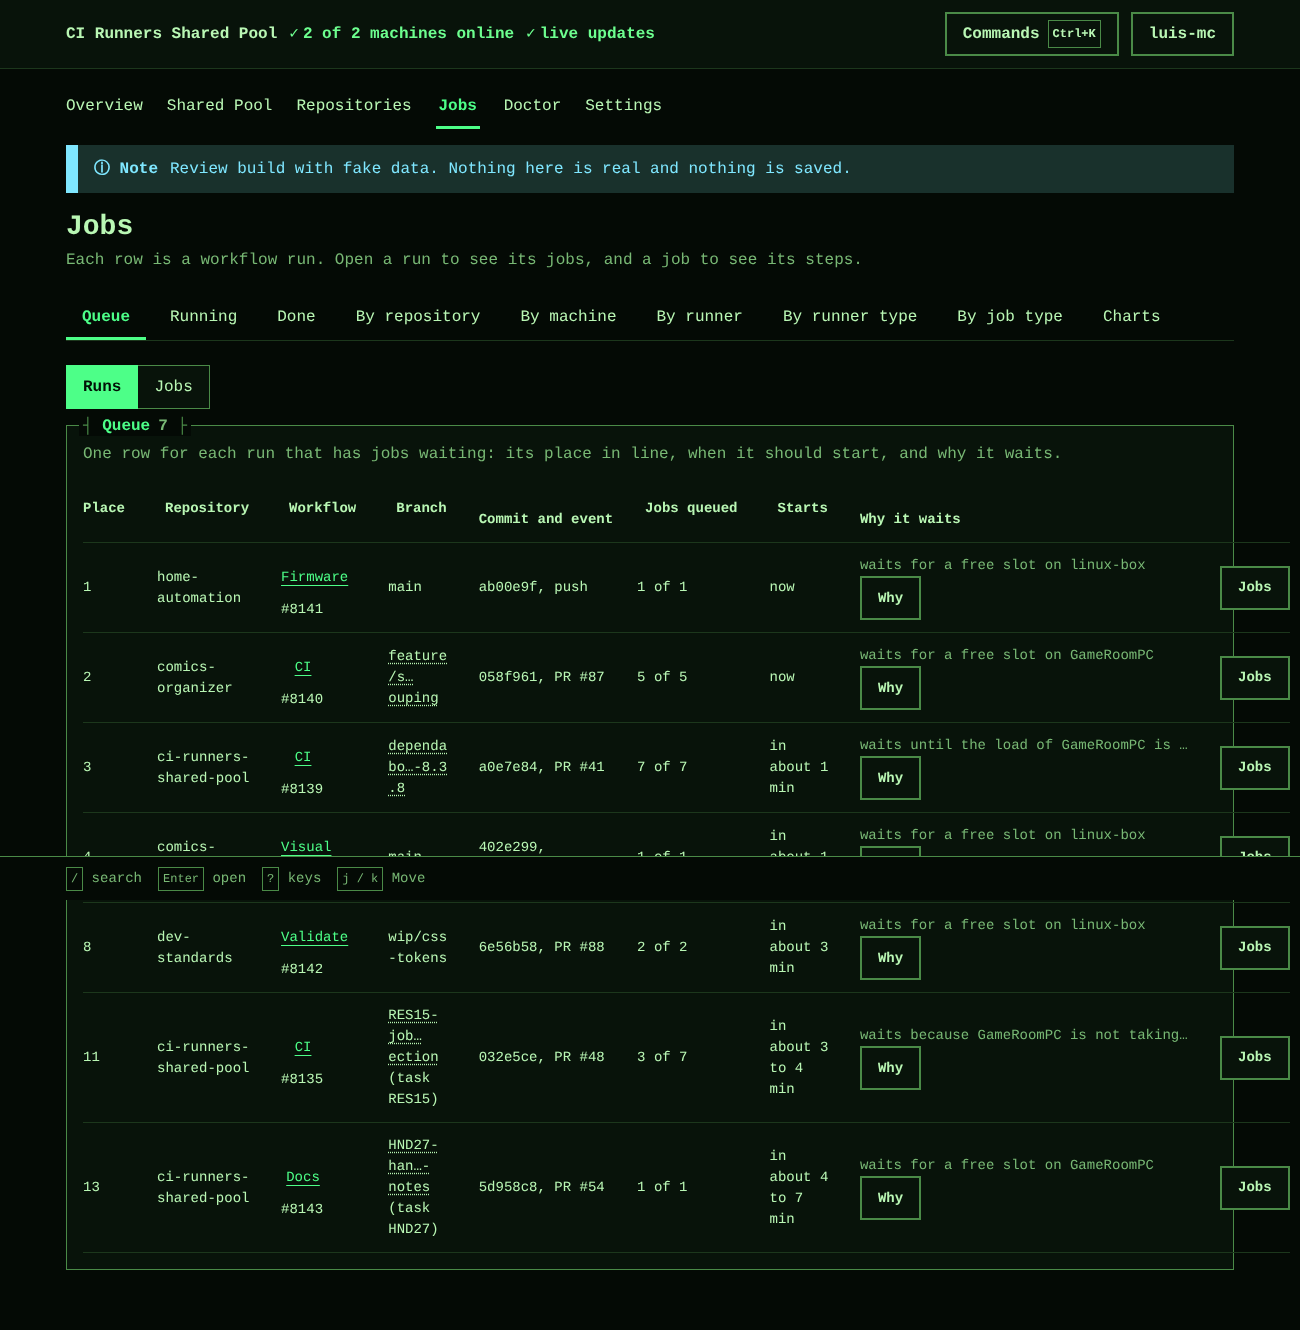 CI Runners Shared Pool ✓ 2 of 2 machines online ✓ live updates Commands Ctrl+K luis-mc
Overview Shared Pool Repositories Jobs Doctor Settings
ⓘ Note Review build with fake data. Nothing here is real and nothing is saved.
Jobs
Each row is a workflow run. Open a run to see its jobs, and a job to see its steps.
Queue Running Done By repository By machine By runner By runner type By job type Charts
Runs Jobs
Queue 7
One row for each run that has jobs waiting: its place in line, when it should start, and why it waits.
Place Repository Workflow Branch Commit and event Jobs queued Starts Why it waits
1 home-automation Firmware #8141 main ab00e9f, push 1 of 1 now waits for a free slot on linux-box Why Jobs
2 comics-organizer CI #8140 feature/s…ouping 058f961, PR #87 5 of 5 now waits for a free slot on GameRoomPC Why Jobs
3 ci-runners-shared-pool CI #8139 dependabo…-8.3.8 a0e7e84, PR #41 7 of 7 in about 1 min waits until the load of GameRoomPC is … Why Jobs
4 comics- Visual main 402e299, 1 of 1 in about 1 waits for a free slot on linux-box Jobs
/ search Enter open ? keys j / k Move
8 dev-standards Validate #8142 wip/css-tokens 6e56b58, PR #88 2 of 2 in about 3 min waits for a free slot on linux-box Why Jobs
11 ci-runners-shared-pool CI #8135 RES15-job…ection (task RES15) 032e5ce, PR #48 3 of 7 in about 3 to 4 min waits because GameRoomPC is not taking… Why Jobs
13 ci-runners-shared-pool Docs #8143 HND27-han…-notes (task HND27) 5d958c8, PR #54 1 of 1 in about 4 to 7 min waits for a free slot on GameRoomPC Why Jobs